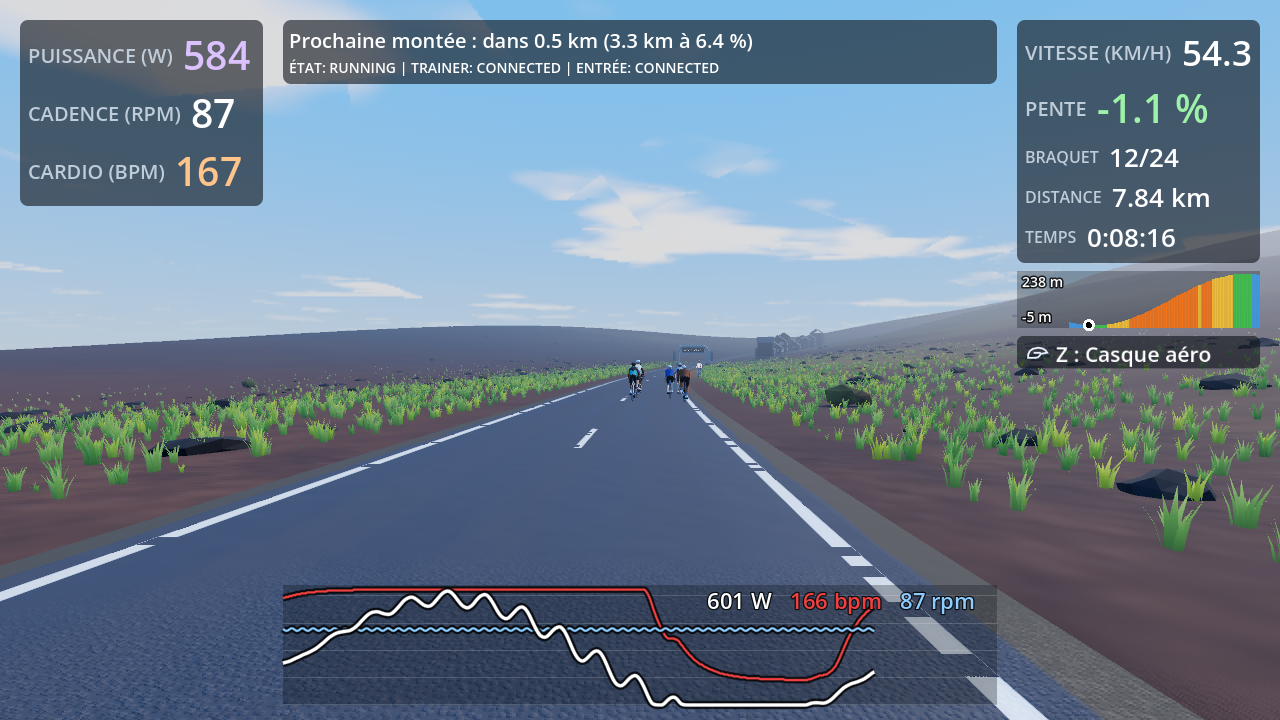 PUISSANCE (W) 584
CADENCE (RPM) 87
CARDIO (BPM) 167
Prochaine montée : dans 0.5 km (3.3 km à 6.4 %)
ÉTAT: RUNNING | TRAINER: CONNECTED | ENTRÉE: CONNECTED
VITESSE (KM/H) 54.3
PENTE -1.1 %
BRAQUET 12/24
DISTANCE 7.84 km
TEMPS 0:08:16
238 m
-5 m
Z : Casque aéro
601 W 166 bpm 87 rpm